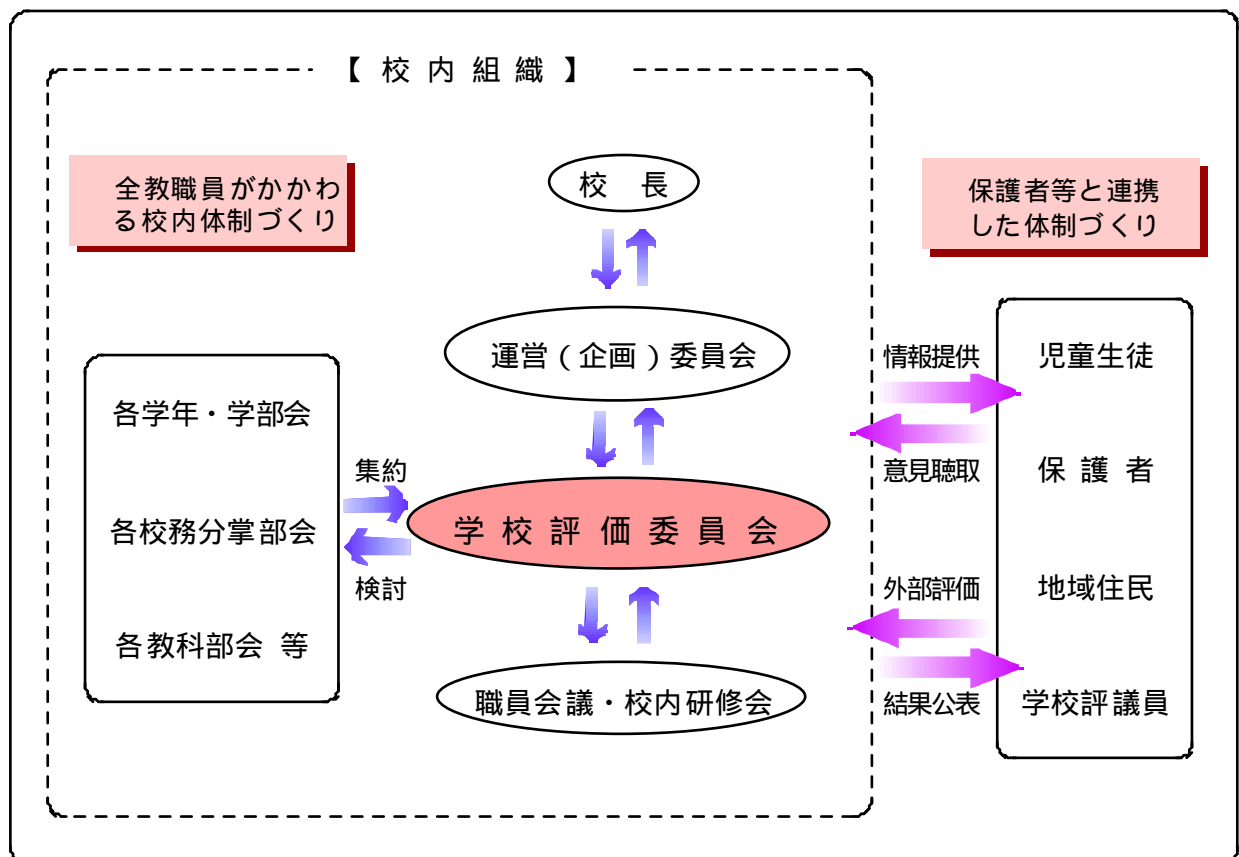 【校内組織】
全教職員がかかわ
る校内体制づくり
校長
保護者等と連携
した体制づくり
運営(企画)委員会
各学年・学部会
各校務分掌部会
各教科部会 等
集約
検討
学校評価委員会
職員会議・校内研修会
情報提供
意見聴取
外部評価
結果公表
児童生徒
保護者
地域住民
学校評議員